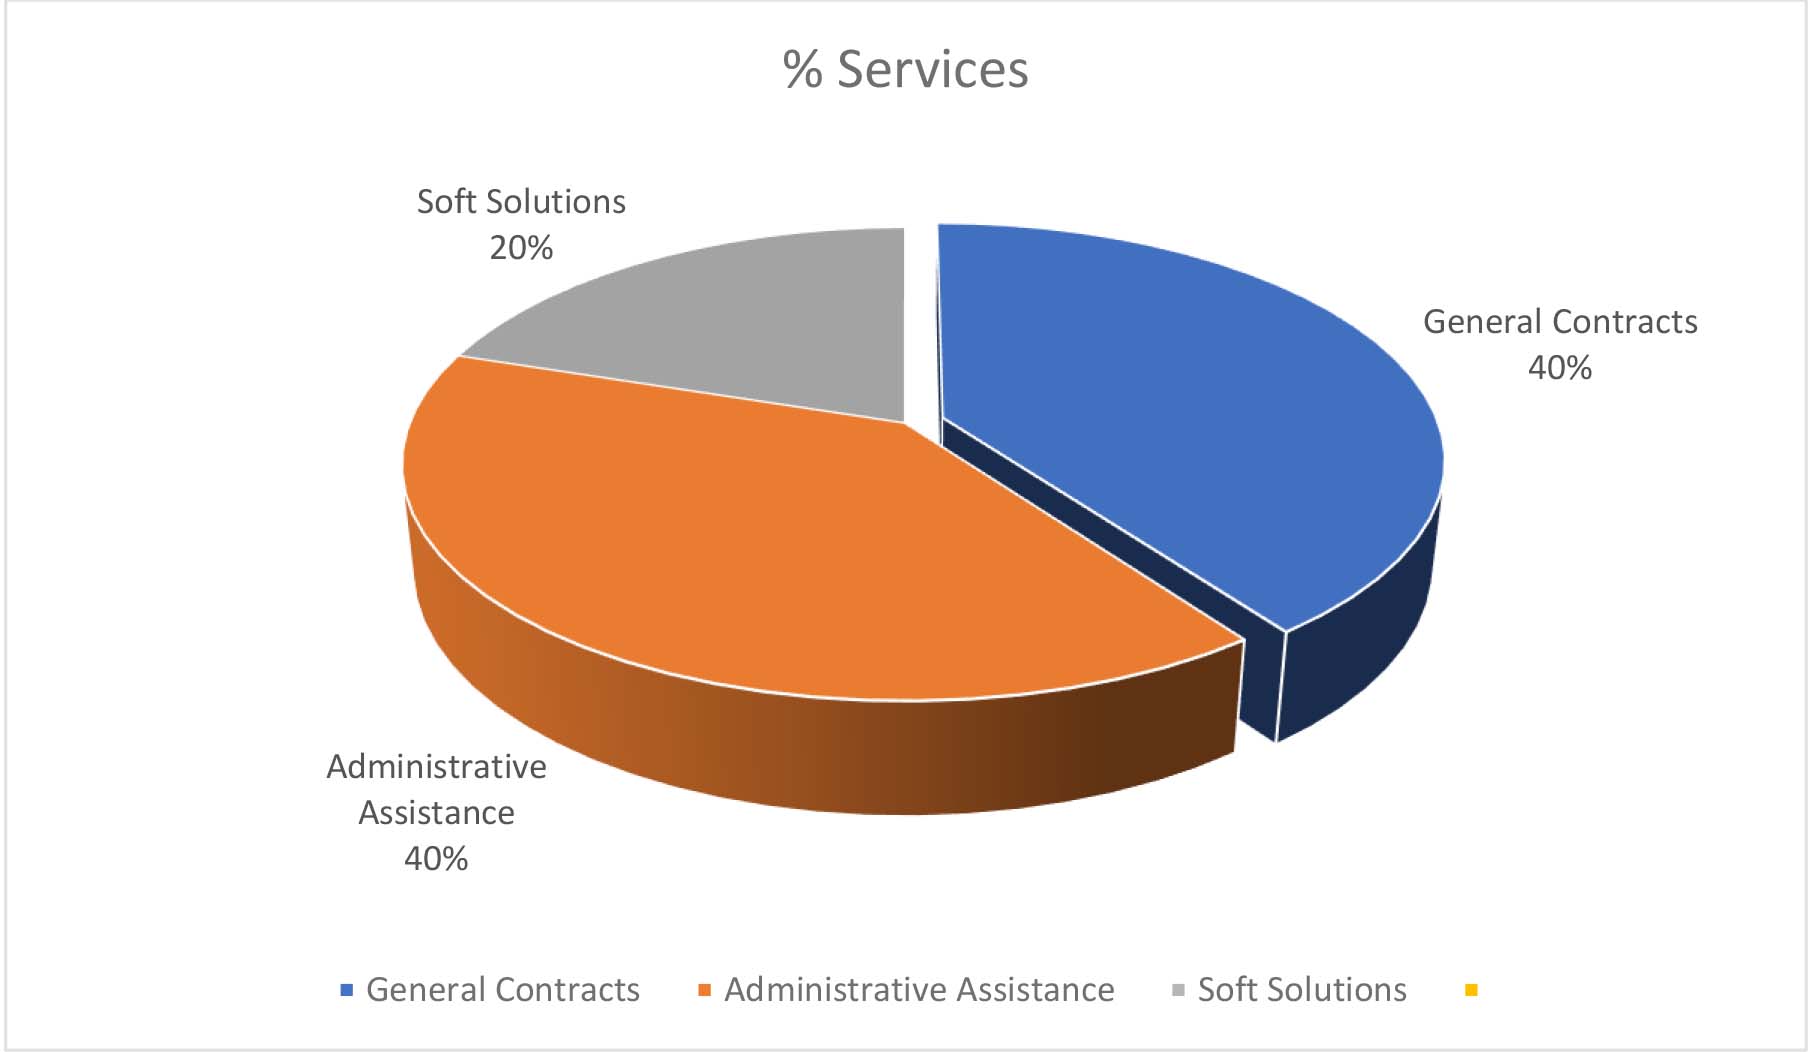 % Services
Soft Solutions
20%
General Contracts
40%
Administrative
Assistance
40%
General Contracts Administrative Assistance Soft Solutions